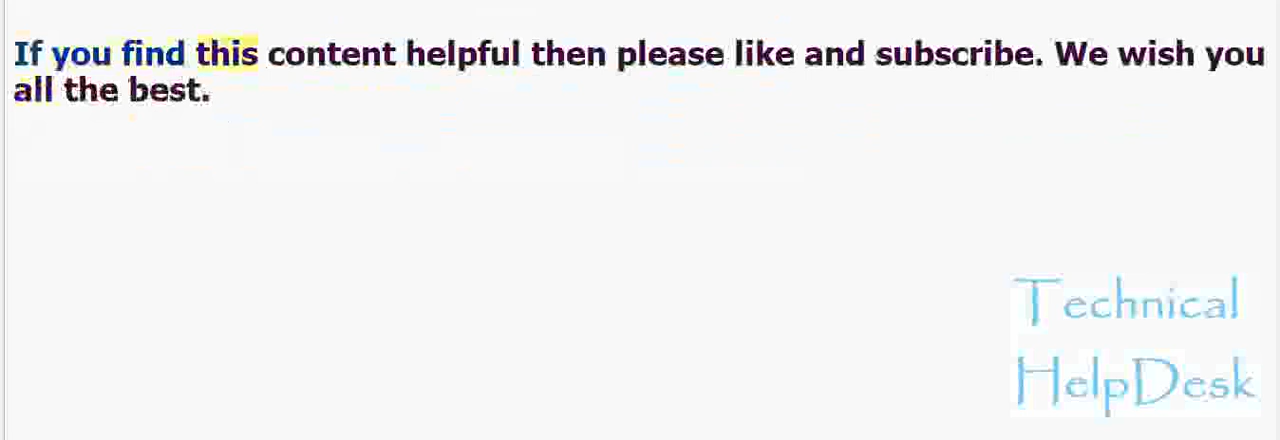 If you find this content helpful then please like and subscribe. We wish you
all the best.
Technical
HelpDesk